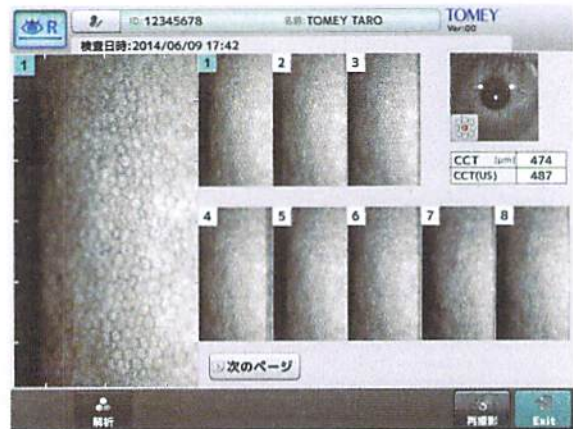 R
ID: 12345678
名前: TOMEY TARO
TOMEY
Ver:00
検査日時:2014/06/09 17:42
1
1
2
3
CCT (μm) 474
CCT(US) 487
4
5
6
7
8
次のページ
解析
再撮影
Exit